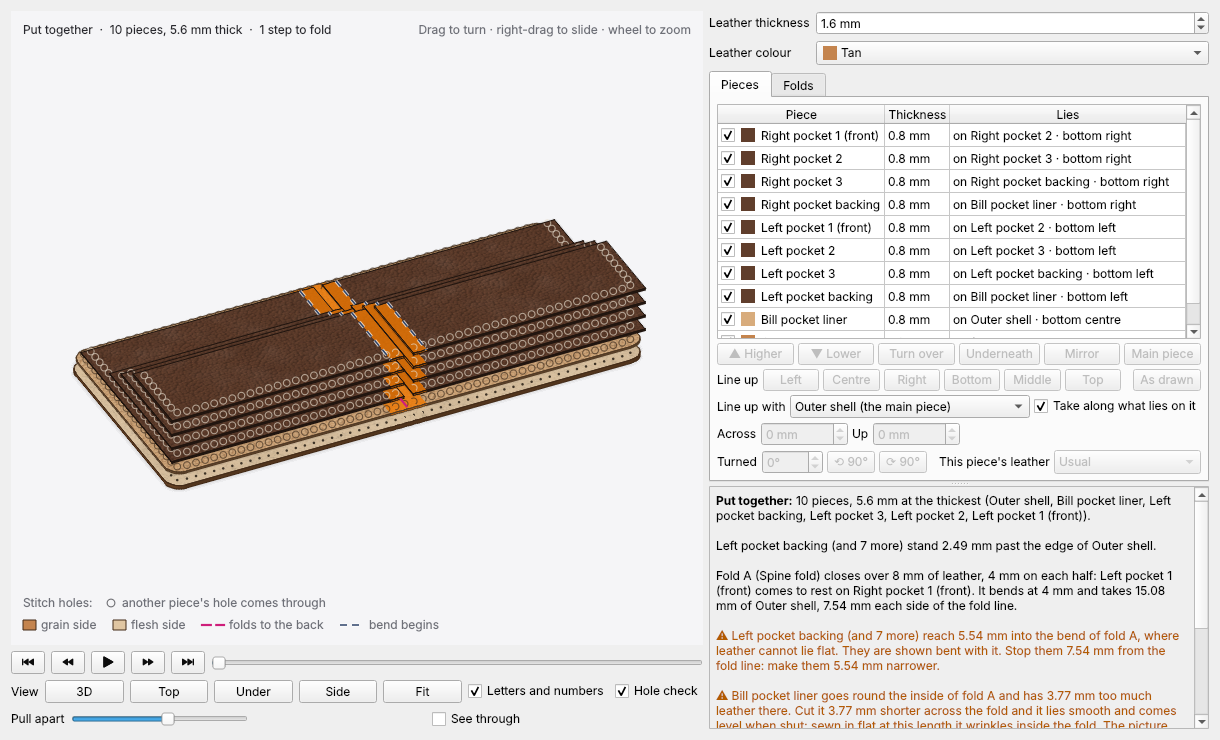 Put together · 10 pieces, 5.6 mm thick · 1 step to fold
Drag to turn · right-drag to slide · wheel to zoom
Stitch holes: another piece's hole comes through
grain side flesh side folds to the back bend begins
View 3D Top Under Side Fit Letters and numbers Hole check
Pull apart See through
Leather thickness 1.6 mm
Leather colour Tan
Pieces Folds
Piece Thickness Lies
Right pocket 1 (front) 0.8 mm on Right pocket 2 · bottom right
Right pocket 2 0.8 mm on Right pocket 3 · bottom right
Right pocket 3 0.8 mm on Right pocket backing · bottom right
Right pocket backing 0.8 mm on Bill pocket liner · bottom right
Left pocket 1 (front) 0.8 mm on Left pocket 2 · bottom left
Left pocket 2 0.8 mm on Left pocket 3 · bottom left
Left pocket 3 0.8 mm on Left pocket backing · bottom left
Left pocket backing 0.8 mm on Bill pocket liner · bottom left
Bill pocket liner 0.8 mm on Outer shell · bottom centre
▲ Higher ▼ Lower Turn over Underneath Mirror Main piece
Line up Left Centre Right Bottom Middle Top As drawn
Line up with Outer shell (the main piece) Take along what lies on it
Across 0 mm Up 0 mm
Turned 0° ⟲ 90° ⟳ 90° This piece's leather Usual
Put together: 10 pieces, 5.6 mm at the thickest (Outer shell, Bill pocket liner, Left
pocket backing, Left pocket 3, Left pocket 2, Left pocket 1 (front)).
Left pocket backing (and 7 more) stand 2.49 mm past the edge of Outer shell.
Fold A (Spine fold) closes over 8 mm of leather, 4 mm on each half: Left pocket 1
(front) comes to rest on Right pocket 1 (front). It bends at 4 mm and takes 15.08
mm of Outer shell, 7.54 mm each side of the fold line.
⚠ Left pocket backing (and 7 more) reach 5.54 mm into the bend of fold A, where
leather cannot lie flat. They are shown bent with it. Stop them 7.54 mm from the
fold line: make them 5.54 mm narrower.
⚠ Bill pocket liner goes round the inside of fold A and has 3.77 mm too much
leather there. Cut it 3.77 mm shorter across the fold and it lies smooth and comes
level when shut; sewn in flat at this length it wrinkles inside the fold. The picture